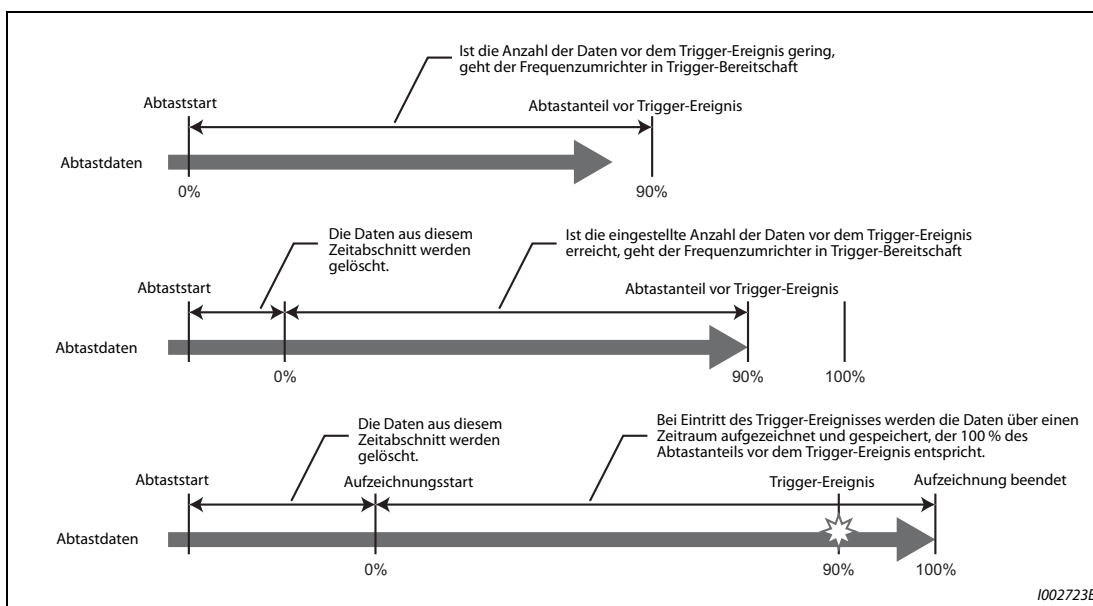 Ist die Anzahl der Daten vor dem Trigger-Ereignis gering,
geht der Frequenzumrichter in Trigger-Bereitschaft
Abtaststart
Abtastanteil vor Trigger-Ereignis
Abtastdaten
0%
90%
Die Daten aus diesem
Zeitabschnitt werden
gelöscht.
Ist die eingestellte Anzahl der Daten vor dem Trigger-Ereignis
erreicht, geht der Frequenzumrichter in Trigger-Bereitschaft
Abtaststart
Abtastanteil vor Trigger-Ereignis
Abtastdaten
0%
90%
100%
Die Daten aus diesem
Zeitabschnitt werden
gelöscht.
Bei Eintritt des Trigger-Ereignisses werden die Daten über einen
Zeitraum aufgezeichnet und gespeichert, der 100 % des
Abtastanteils vor dem Trigger-Ereignis entspricht.
Abtaststart
Aufzeichnungsstart
Trigger-Ereignis
Aufzeichnung beendet
Abtastdaten
0%
90%
100%
I002723E